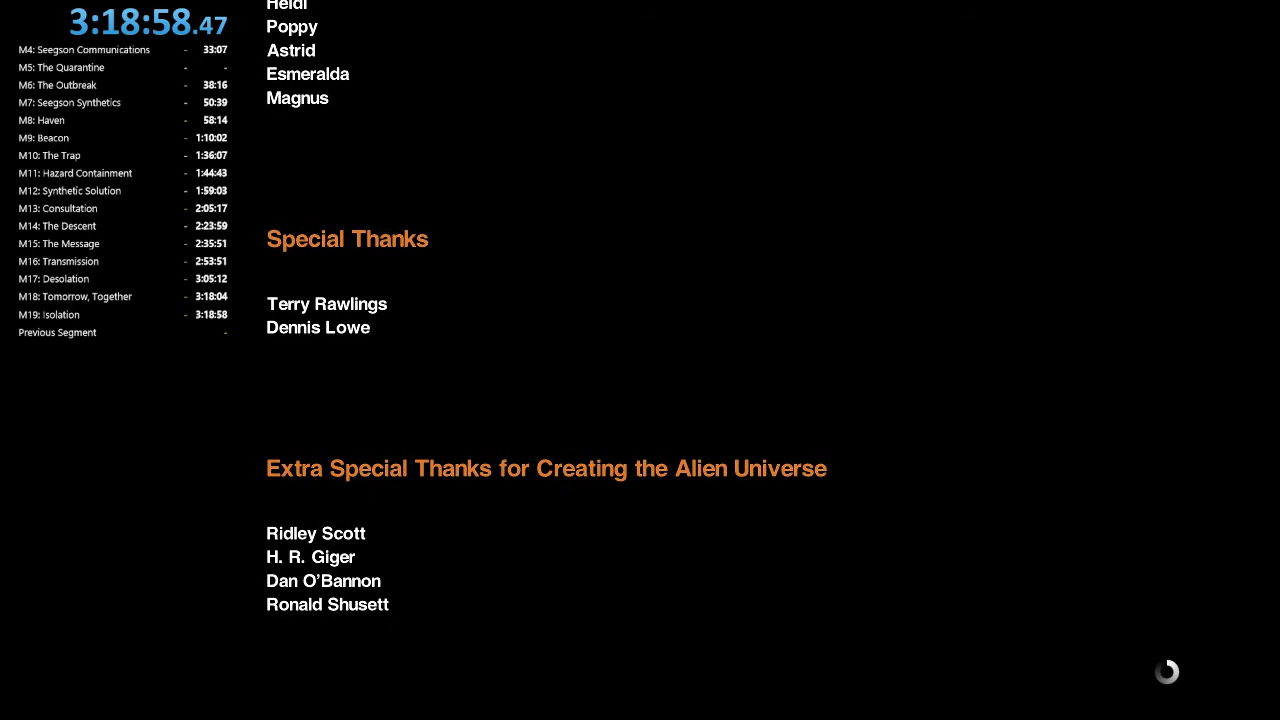 3:18:58.47
M4: Seegson Communications - 33:07
M5: The Quarantine - -
M6: The Outbreak - 38:16
M7: Seegson Synthetics - 50:39
M8: Haven - 58:14
M9: Beacon - 1:10:02
M10: The Trap - 1:36:07
M11: Hazard Containment - 1:44:43
M12: Synthetic Solution - 1:59:03
M13: Consultation - 2:05:17
M14: The Descent - 2:23:59
M15: The Message - 2:35:51
M16: Transmission - 2:53:51
M17: Desolation - 3:05:12
M18: Tomorrow, Together - 3:18:04
M19: Isolation - 3:18:58
Previous Segment -
Heidi
Poppy
Astrid
Esmeralda
Magnus
Special Thanks
Terry Rawlings
Dennis Lowe
Extra Special Thanks for Creating the Alien Universe
Ridley Scott
H. R. Giger
Dan O’Bannon
Ronald Shusett